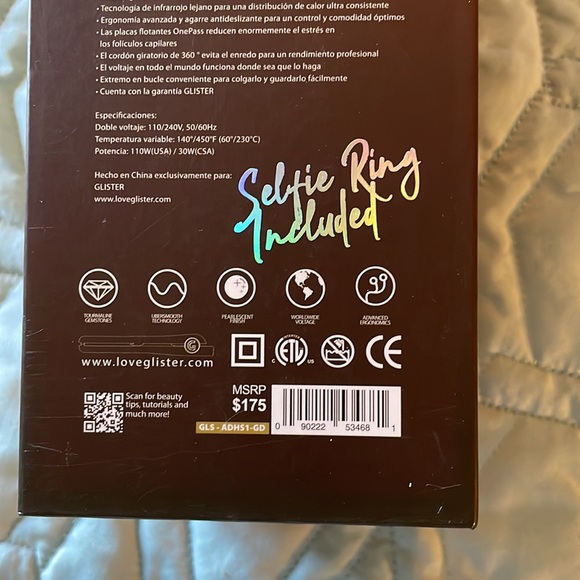 • Tecnología de infrarrojo lejano para una distribución de calor ultra consistente
• Ergonomía avanzada y agarre antideslizante para un control y comodidad óptimos
• Las placas flotantes OnePass reducen enormemente el estrés en
los folículos capilares
• El cordón giratorio de 360 ° evita el enredo para un rendimiento profesional
• El voltaje en todo el mundo funciona donde sea que lo haga
• Extremo en bucle conveniente para colgarlo y guardarlo fácilmente
• Cuenta con la garantía GLISTER
Especificaciones:
Doble voltaje: 110/240V, 50/60Hz
Temperatura variable: 140°/450°F (60°/230°C)
Potencia: 110W(USA) / 30W(CSA)
Hecho en China exclusivamente para:
GLISTER
www.loveglister.com
Selfie Ring
Included
TOURMALINE
GEMSTONES
UBERSMOOTH
TECHNOLOGY
PEARLESCENT
FINISH
WORLDWIDE
VOLTAGE
ADVANCED
ERGONOMICS
G
www.loveglister.com
C ETL US
CE
Scan for beauty
tips, tutorials and
much more!
MSRP
$175
GLS - ADHS1-GD
0 90222 53468 1